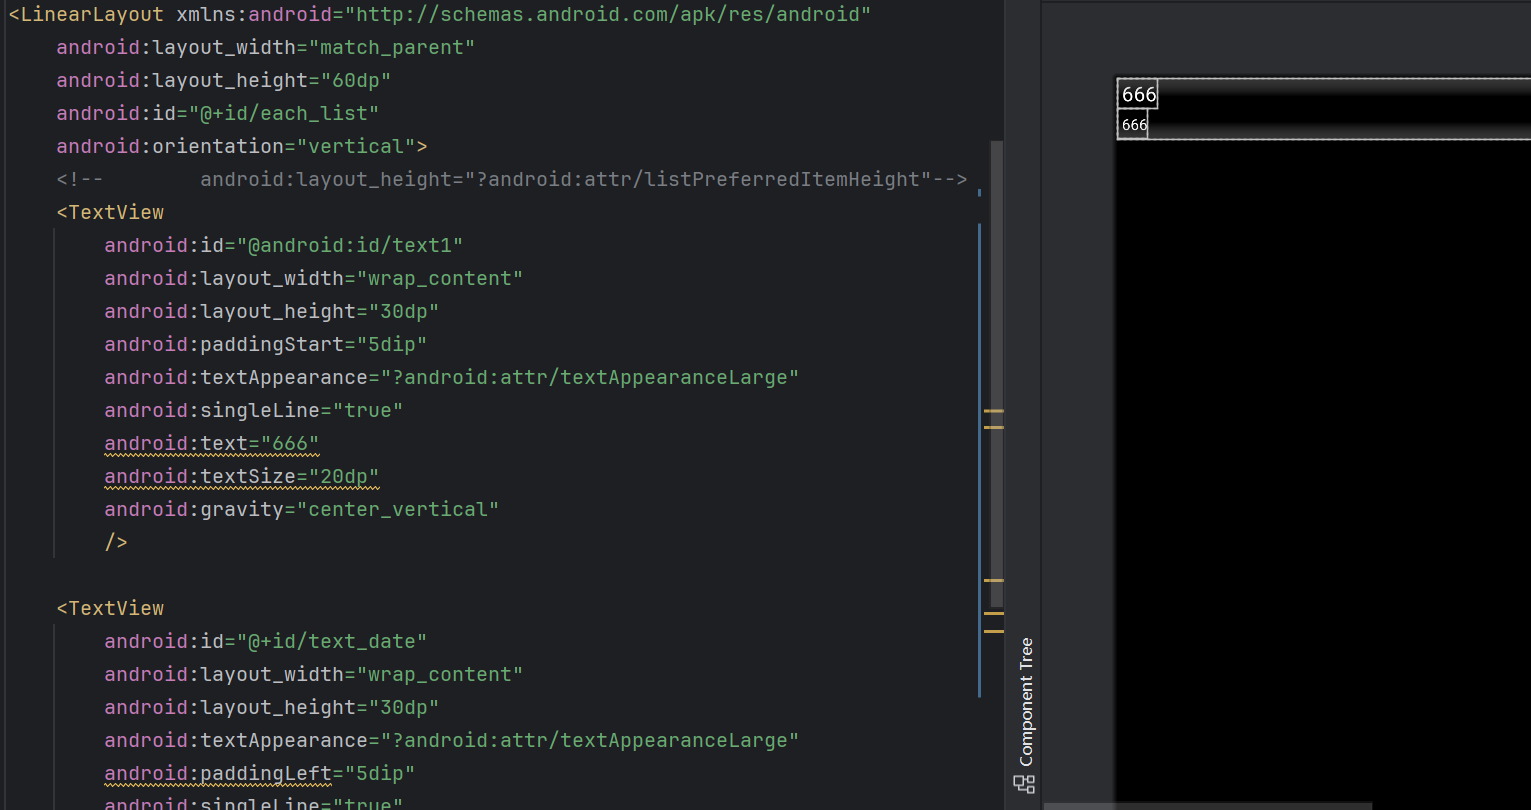 <LinearLayout xmlns:android="http://schemas.android.com/apk/res/android"
android:layout_width="match_parent"
android:layout_height="60dp"
android:id="@+id/each_list"
android:orientation="vertical">
<!--        android:layout_height="?android:attr/listPreferredItemHeight"-->
<TextView
android:id="@android:id/text1"
android:layout_width="wrap_content"
android:layout_height="30dp"
android:paddingStart="5dip"
android:textAppearance="?android:attr/textAppearanceLarge"
android:singleLine="true"
android:text="666"
android:textSize="20dp"
android:gravity="center_vertical"
/>
<TextView
android:id="@+id/text_date"
android:layout_width="wrap_content"
android:layout_height="30dp"
android:textAppearance="?android:attr/textAppearanceLarge"
android:paddingLeft="5dip"
android:singleLine="true"
Component Tree
666
666